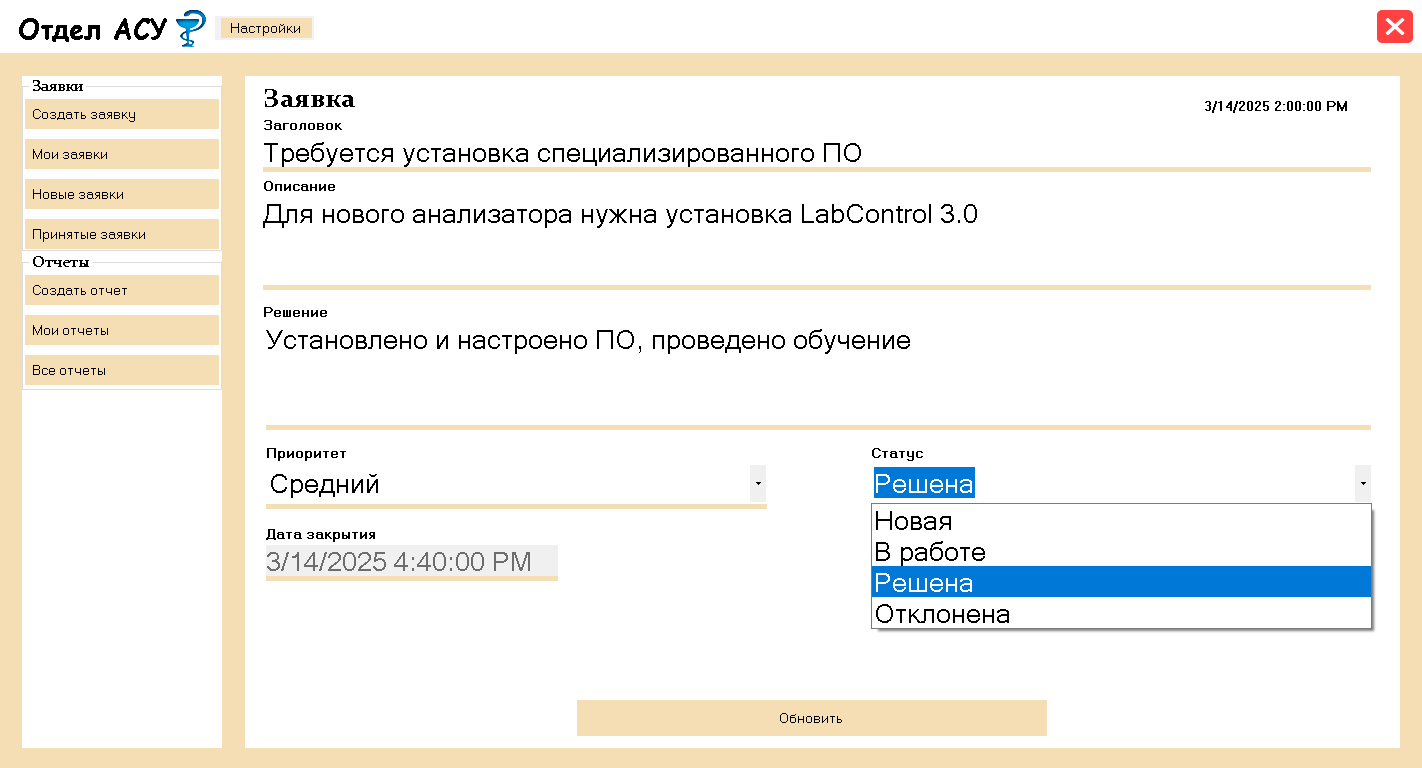 Отдел АСУ
Настройки
Заявки
Создать заявку
Мои заявки
Новые заявки
Принятые заявки
Отчеты
Создать отчет
Мои отчеты
Все отчеты
Заявка
3/14/2025 2:00:00 PM
Заголовок
Требуется установка специализированного ПО
Описание
Для нового анализатора нужна установка LabControl 3.0
Решение
Установлено и настроено ПО, проведено обучение
Приоритет
Средний
Дата закрытия
3/14/2025 4:40:00 PM
Статус
Решена
Новая
В работе
Решена
Отклонена
Обновить